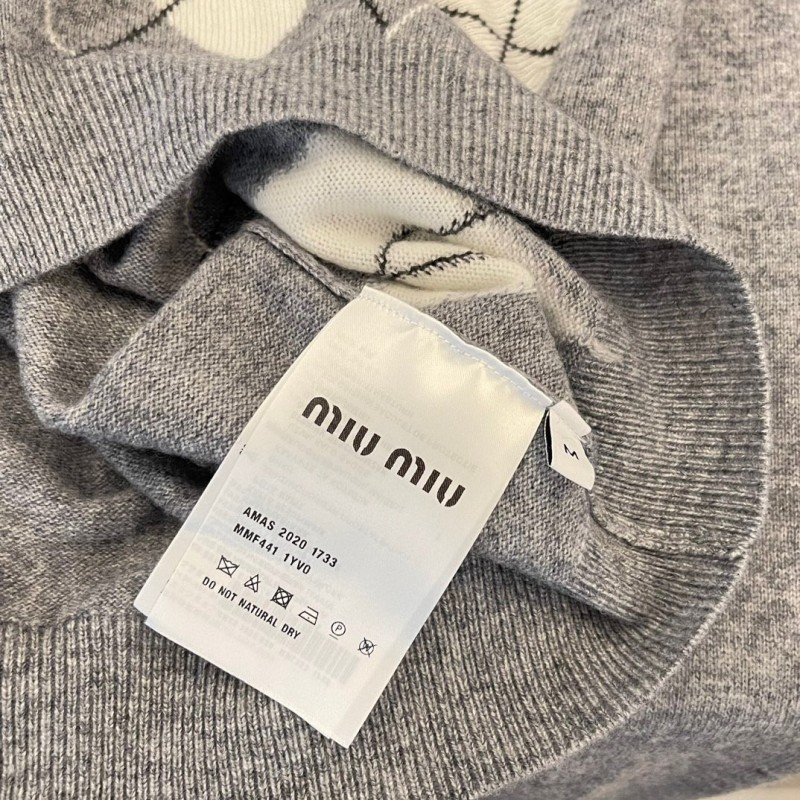 miu miu
AMAS 2020 1733
MMF441 1YV0
P
DO NOT NATURAL DRY
M